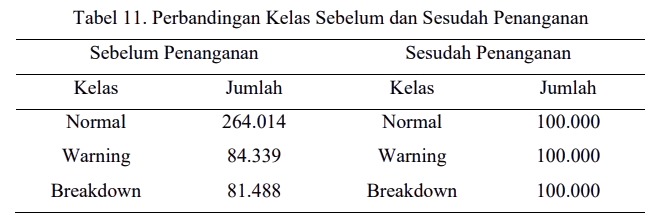 Tabel 11. Perbandingan Kelas Sebelum dan Sesudah Penanganan
Sebelum Penanganan Sesudah Penanganan
Kelas Jumlah Kelas Jumlah
Normal 264.014 Normal 100.000
Warning 84.339 Warning 100.000
Breakdown 81.488 Breakdown 100.000